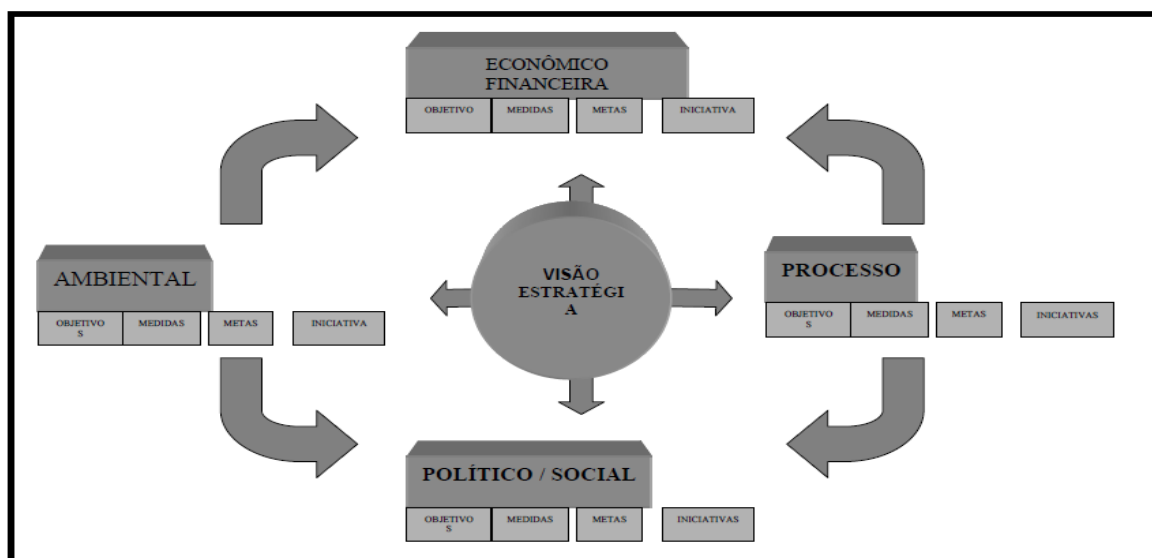 ECONÔMICO
FINANCEIRA
OBJETIVO MEDIDAS METAS INICIATIVA
AMBIENTAL
OBJETIVO
S
MEDIDAS METAS INICIATIVA
VISÃO
ESTRATÉGI
A
PROCESSO
OBJETIVO
S
MEDIDAS METAS INICIATIVAS
POLÍTICO / SOCIAL
OBJETIVO
S
MEDIDAS METAS INICIATIVAS